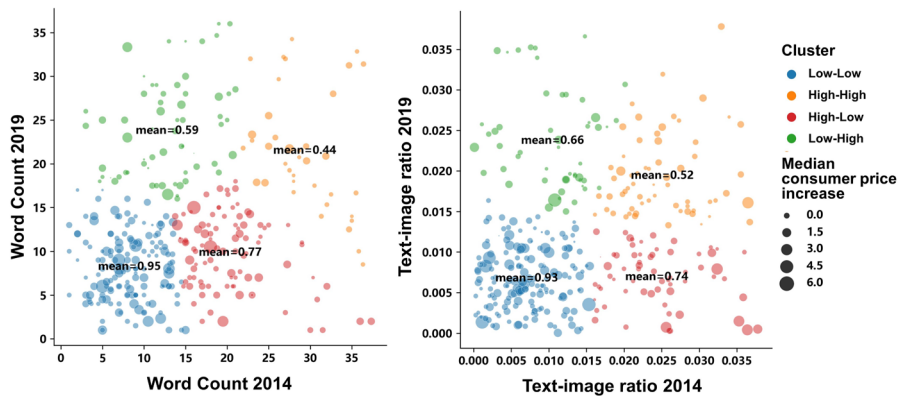 Word Count 2019
35
30
25
20
15
10
5
0
mean=0.59
mean=0.44
mean=0.77
mean=0.95
0 5 10 15 20 25 30 35
Word Count 2014
Text-image ratio 2019
0.035
0.030
0.025
0.020
0.015
0.010
0.005
0.000
mean=0.66
mean=0.52
mean=0.93
mean=0.74
0.000 0.005 0.010 0.015 0.020 0.025 0.030 0.035
Text-image ratio 2014
Cluster
Low-Low
High-High
High-Low
Low-High
Median
consumer price
increase
0.0
1.5
3.0
4.5
6.0